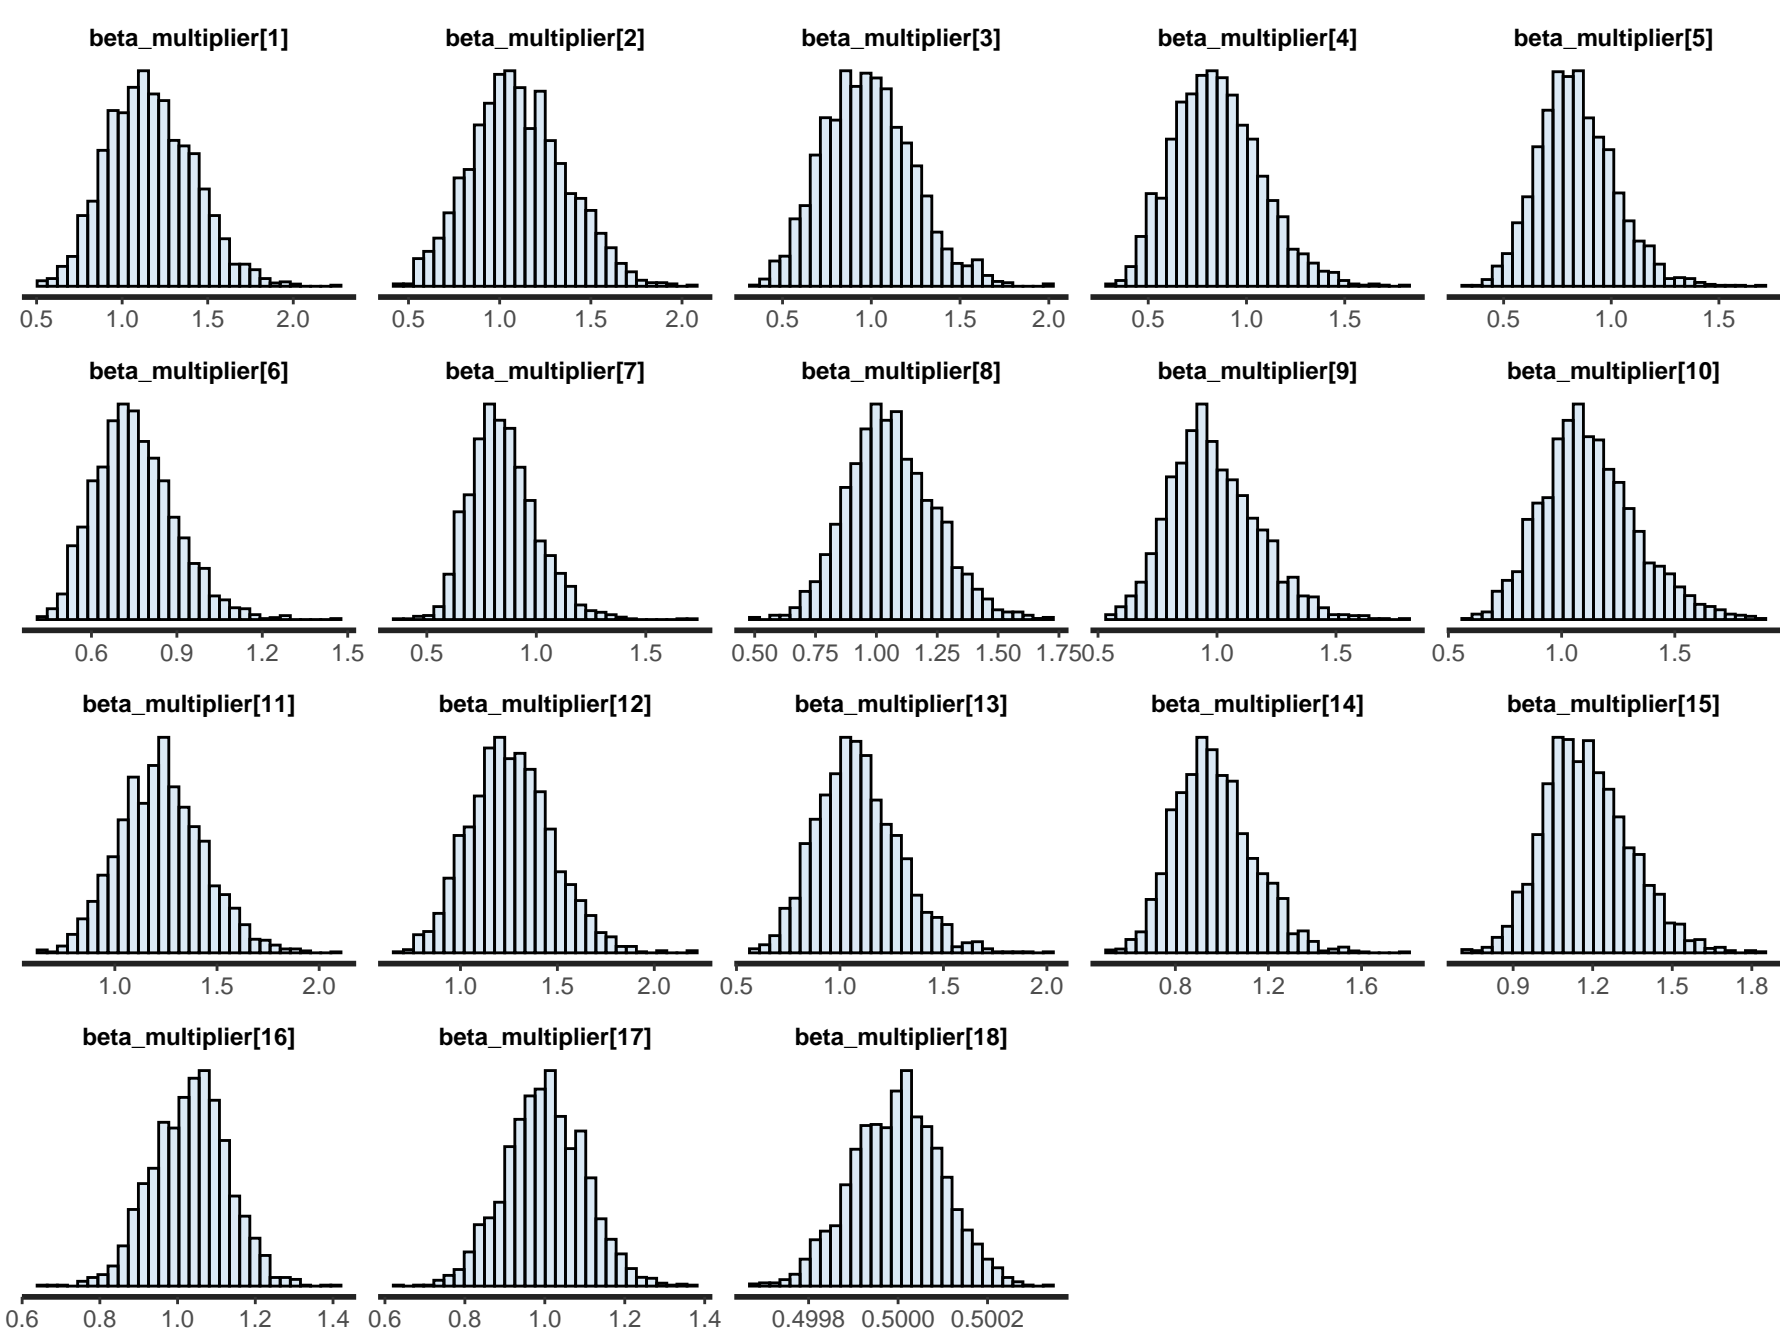 beta_multiplier[1] beta_multiplier[2] beta_multiplier[3] beta_multiplier[4] beta_multiplier[5]
0.5 1.0 1.5 2.0 0.5 1.0 1.5 2.0 0.5 1.0 1.5 2.0 0.5 1.0 1.5 0.5 1.0 1.5
beta_multiplier[6] beta_multiplier[7] beta_multiplier[8] beta_multiplier[9] beta_multiplier[10]
0.6 0.9 1.2 1.5 0.5 1.0 1.5 0.50 0.75 1.00 1.25 1.50 1.75 0.5 1.0 1.5 0.5 1.0 1.5
beta_multiplier[11] beta_multiplier[12] beta_multiplier[13] beta_multiplier[14] beta_multiplier[15]
1.0 1.5 2.0 1.0 1.5 2.0 0.5 1.0 1.5 2.0 0.8 1.2 1.6 0.9 1.2 1.5 1.8
beta_multiplier[16] beta_multiplier[17] beta_multiplier[18]
0.6 0.8 1.0 1.2 1.4 0.6 0.8 1.0 1.2 1.4 0.4998 0.5000 0.5002